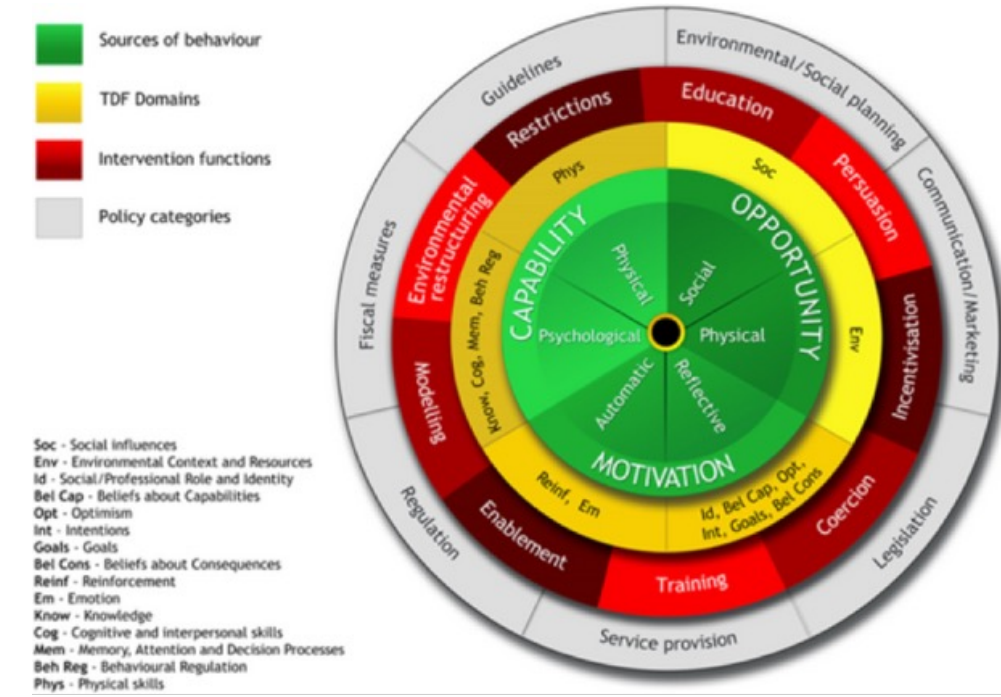 Sources of behaviour
TDF Domains
Intervention functions
Policy categories
Soc - Social influences
Env - Environmental Context and Resources
Id - Social/Professional Role and Identity
Bel Cap - Beliefs about Capabilities
Opt - Optimism
Int - Intentions
Goals - Goals
Bel Cons - Beliefs about Consequences
Reinf - Reinforcement
Em - Emotion
Know - Knowledge
Cog - Cognitive and interpersonal skills
Mem - Memory, Attention and Decision Processes
Beh Reg - Behavioural Regulation
Phys - Physical skills
Guidelines
Environmental/Social planning
Communication/Marketing
Legislation
Service provision
Regulation
Fiscal measures
Restrictions
Education
Persuasion
Incentivisation
Coercion
Training
Enablement
Modelling
Environmental
restructuring
Phys
Soc
Env
Id, Bel Cap, Opt,
Int, Goals, Bel Cons
Reinf, Em
Know, Cog, Mem, Beh Reg
CAPABILITY
OPPORTUNITY
MOTIVATION
Physical
Social
Physical
Reflective
Automatic
Psychological